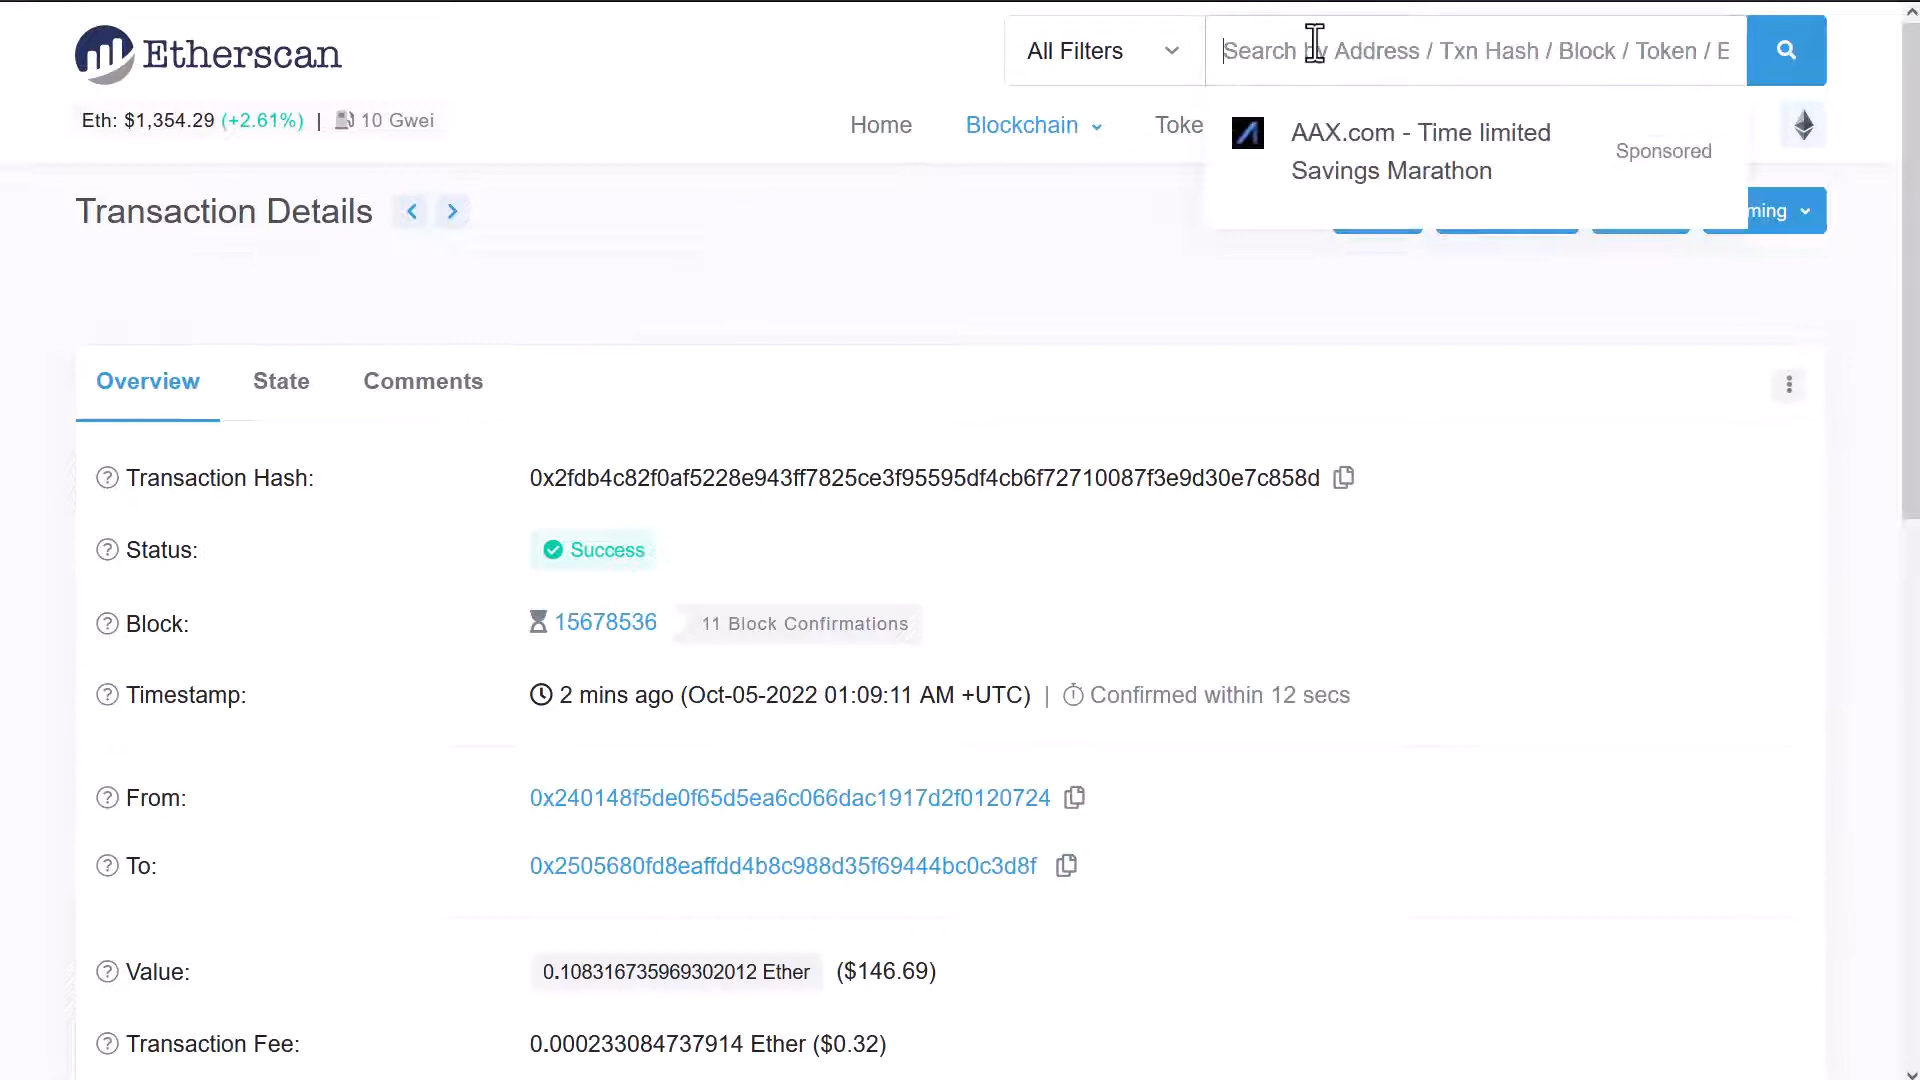 Etherscan
All Filters
Search by Address / Txn Hash / Block / Token / E
Eth: $1,354.29 (+2.61%) | 10 Gwei
Home
Blockchain
Toke
AAX.com - Time limited
Savings Marathon
Sponsored
Transaction Details
ming
Overview
State
Comments
Transaction Hash: 0x2fdb4c82f0af5228e943ff7825ce3f95595df4cb6f72710087f3e9d30e7c858d
Status: Success
Block: 15678536 11 Block Confirmations
Timestamp: 2 mins ago (Oct-05-2022 01:09:11 AM +UTC) | Confirmed within 12 secs
From: 0x240148f5de0f65d5ea6c066dac1917d2f0120724
To: 0x2505680fd8eaffdd4b8c988d35f69444bc0c3d8f
Value: 0.108316735969302012 Ether ($146.69)
Transaction Fee: 0.000233084737914 Ether ($0.32)